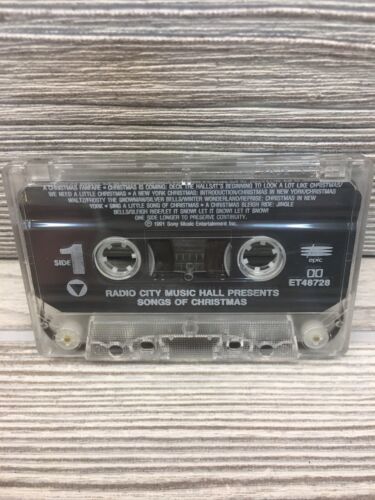 A CHRISTMAS FANFARE • CHRISTMAS IS COMING: DECK THE HALLS/IT'S BEGINNING TO LOOK A LOT LIKE CHRISTMAS/
WE NEED A LITTLE CHRISTMAS • A NEW YORK CHRISTMAS: INTRODUCTION/CHRISTMAS IN NEW YORK/CHRISTMAS
WALTZ/FROSTY THE SNOWMAN/SILVER BELLS/WINTER WONDERLAND/REPRISE: CHRISTMAS IN NEW
YORK • SING A LITTLE SONG OF CHRISTMAS • A CHRISTMAS SLEIGH RIDE: JINGLE
BELLS/SLEIGH RIDE/LET IT SNOW! LET IT SNOW! LET IT SNOW!
ONE SIDE LONGER TO PRESERVE CONTINUITY.
℗ 1991 Sony Music Entertainment Inc.
SIDE 1
epic
ET48728
RADIO CITY MUSIC HALL PRESENTS
SONGS OF CHRISTMAS